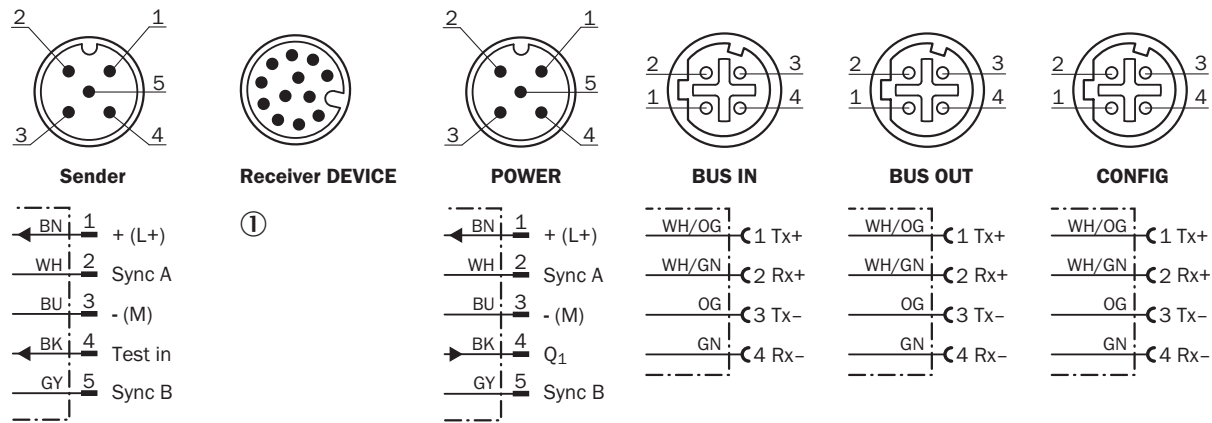 2 1
5
3 4
Sender
BN 1 + (L+)
WH 2 Sync A
BU 3 - (M)
BK 4 Test in
GY 5 Sync B
Receiver DEVICE
①
2 1
5
3 4
POWER
BN 1 + (L+)
WH 2 Sync A
BU 3 - (M)
BK 4 Q1
GY 5 Sync B
2 3
1 4
BUS IN
WH/OG 1 Tx+
WH/GN 2 Rx+
OG 3 Tx–
GN 4 Rx–
2 3
1 4
BUS OUT
WH/OG 1 Tx+
WH/GN 2 Rx+
OG 3 Tx–
GN 4 Rx–
2 3
1 4
CONFIG
WH/OG 1 Tx+
WH/GN 2 Rx+
OG 3 Tx–
GN 4 Rx–